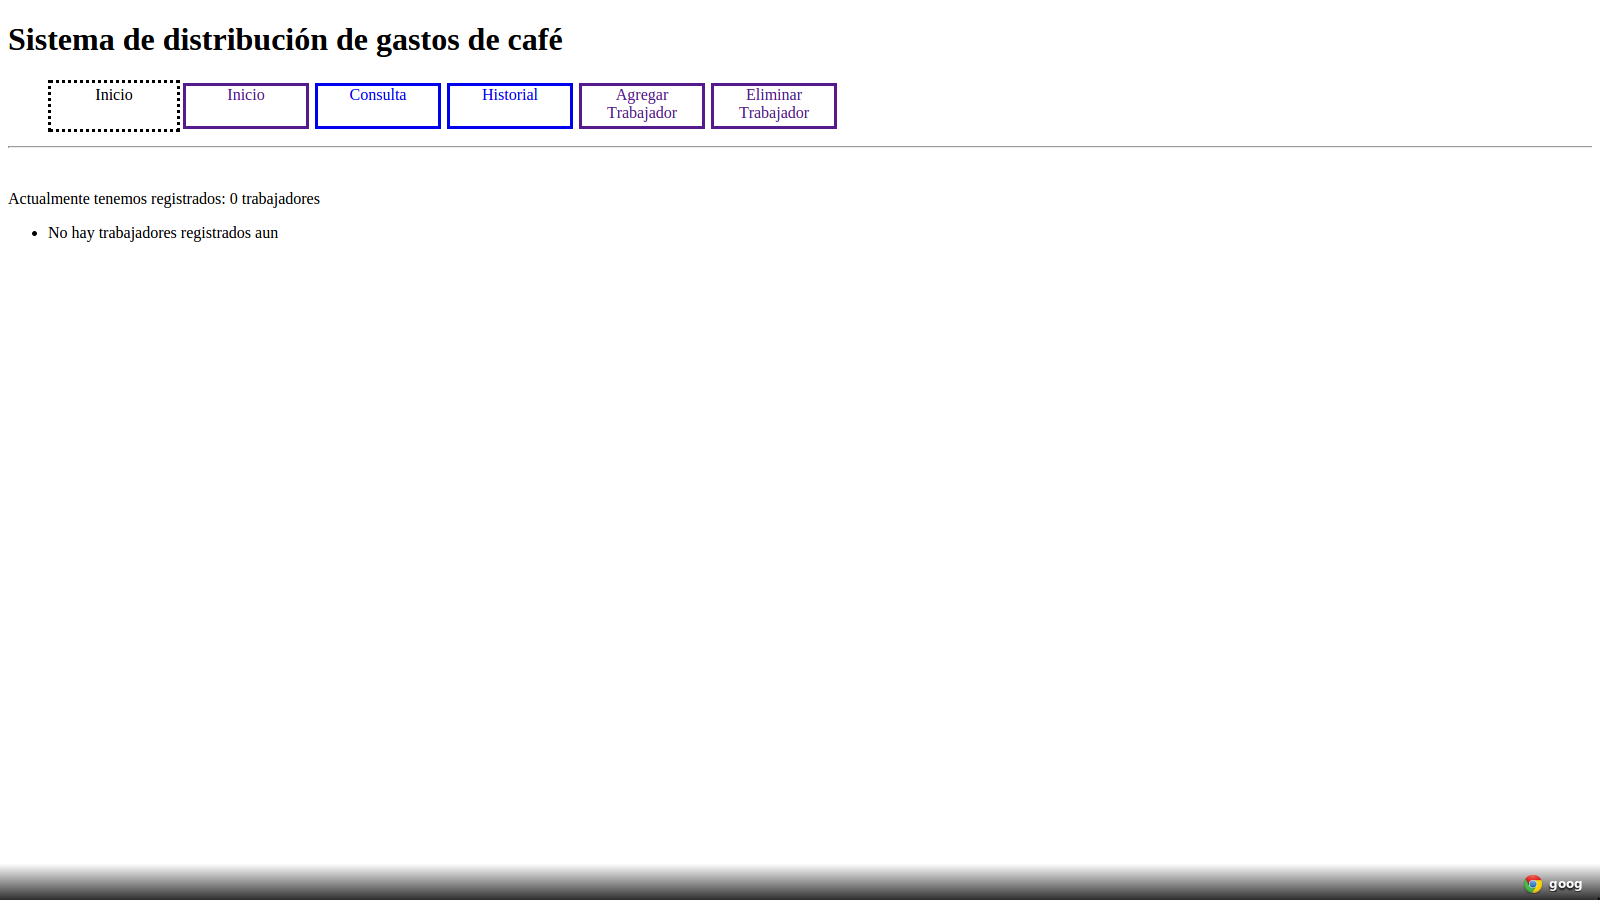 Sistema de distribución de gastos de café
Inicio
Inicio
Consulta
Historial
Agregar
Trabajador
Eliminar
Trabajador
Actualmente tenemos registrados: 0 trabajadores
No hay trabajadores registrados aun
goog